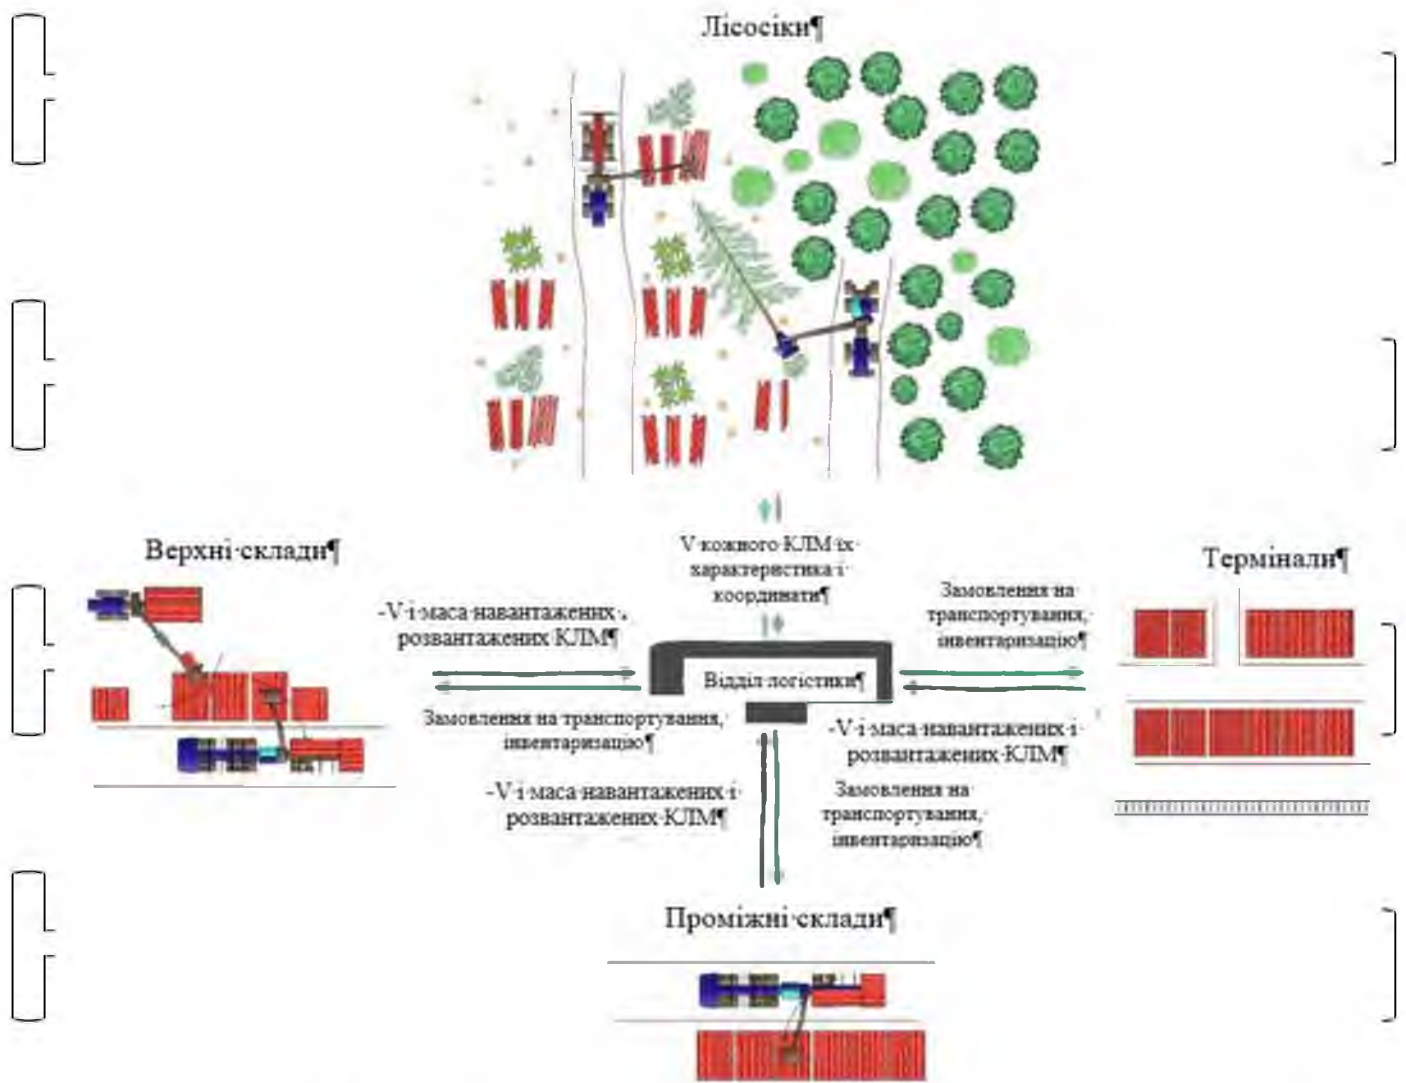 Лісосіки¶
V·кожного·КЛМ·їх·
характеристика·і·
координати¶
Верхні·склади¶
-V·і·маса·навантажених·,
розвантажених·КЛМ¶
Замовлення·на·
транспортування,·
інвентаризацію¶
Термінали¶
Відділ·логістики¶
Замовлення·на·транспортування,·
інвентаризацію¶
-V·і·маса·навантажених·і·
розвантажених·КЛМ¶
-V·і·маса·навантажених·і·
розвантажених·КЛМ¶
Замовлення·на·
транспортування,·
інвентаризацію¶
Проміжні·склади¶